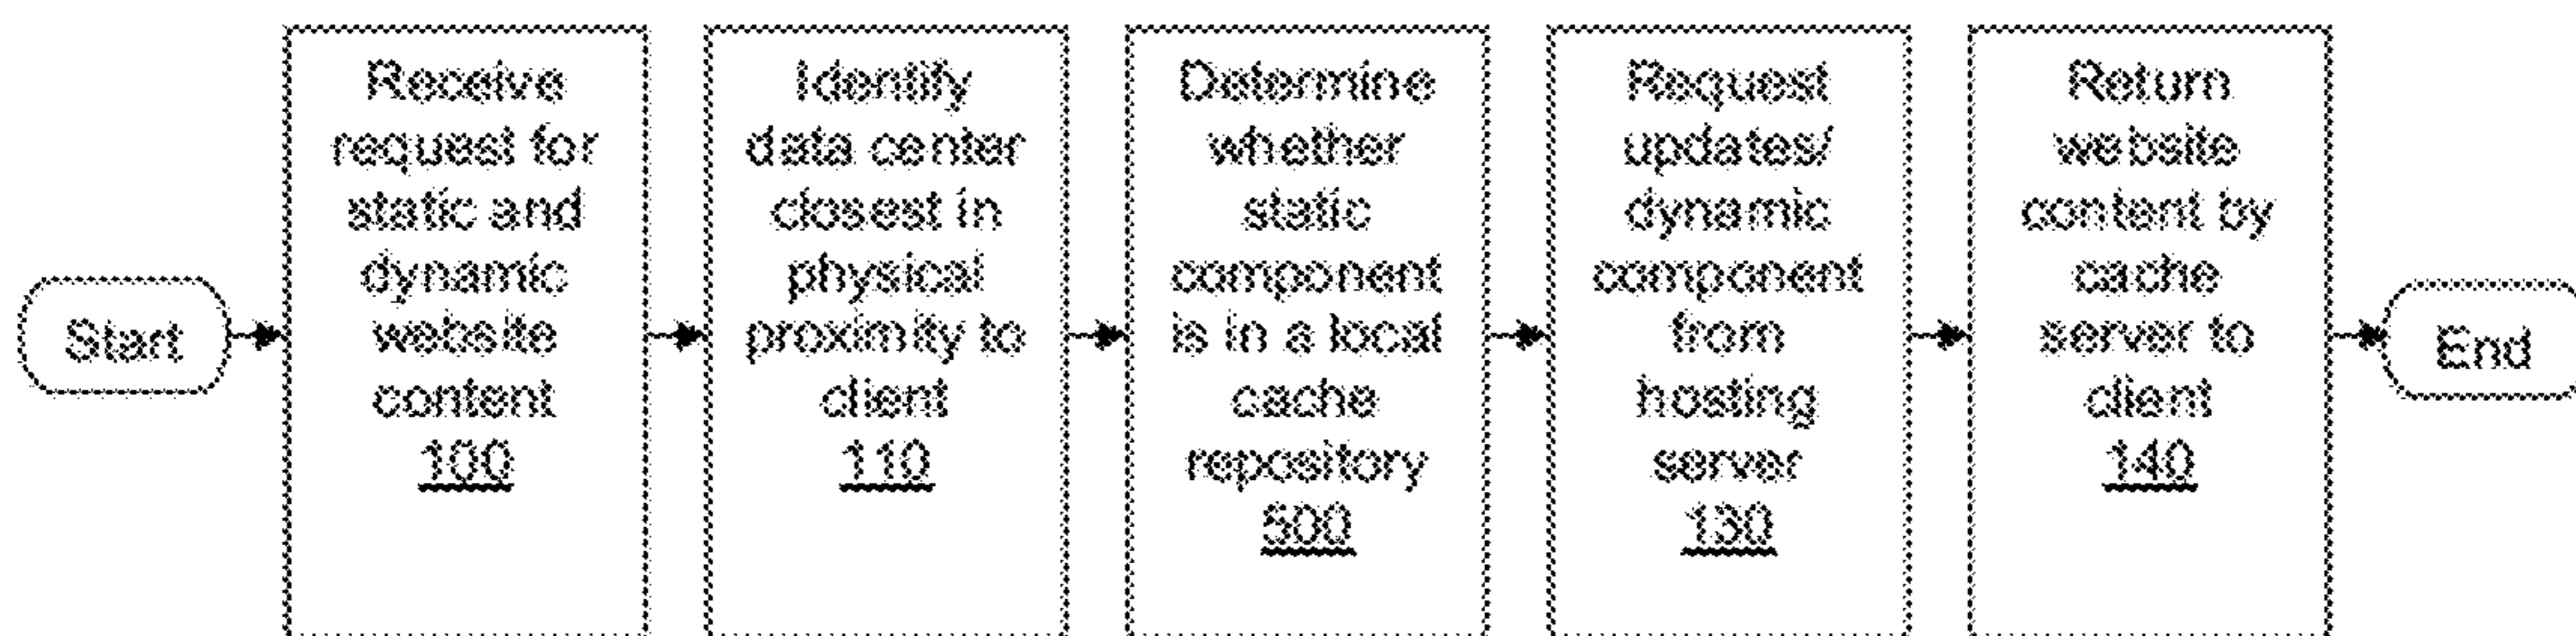 Start
Receive
request for
static and
dynamic
website
content
100
Identify
data center
closest in
physical
proximity to
client
110
Determine
whether
static
component
is in a local
cache
repository
500
Request
updates/
dynamic
component
from
hosting
server
130
Return
website
content by
cache
server to
client
140
End